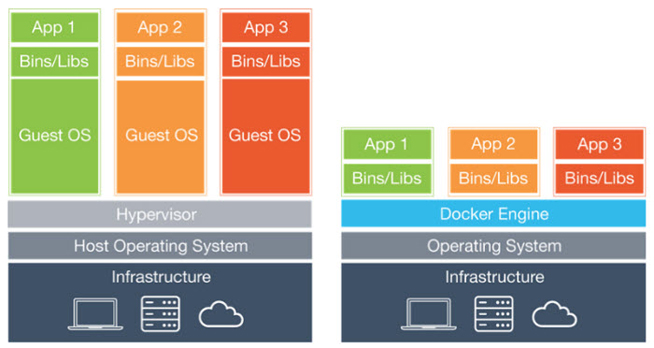 App 1
App 2
App 3
Bins/Libs
Bins/Libs
Bins/Libs
Guest OS
Guest OS
Guest OS
Hypervisor
Host Operating System
Infrastructure
App 1
App 2
App 3
Bins/Libs
Bins/Libs
Bins/Libs
Docker Engine
Operating System
Infrastructure